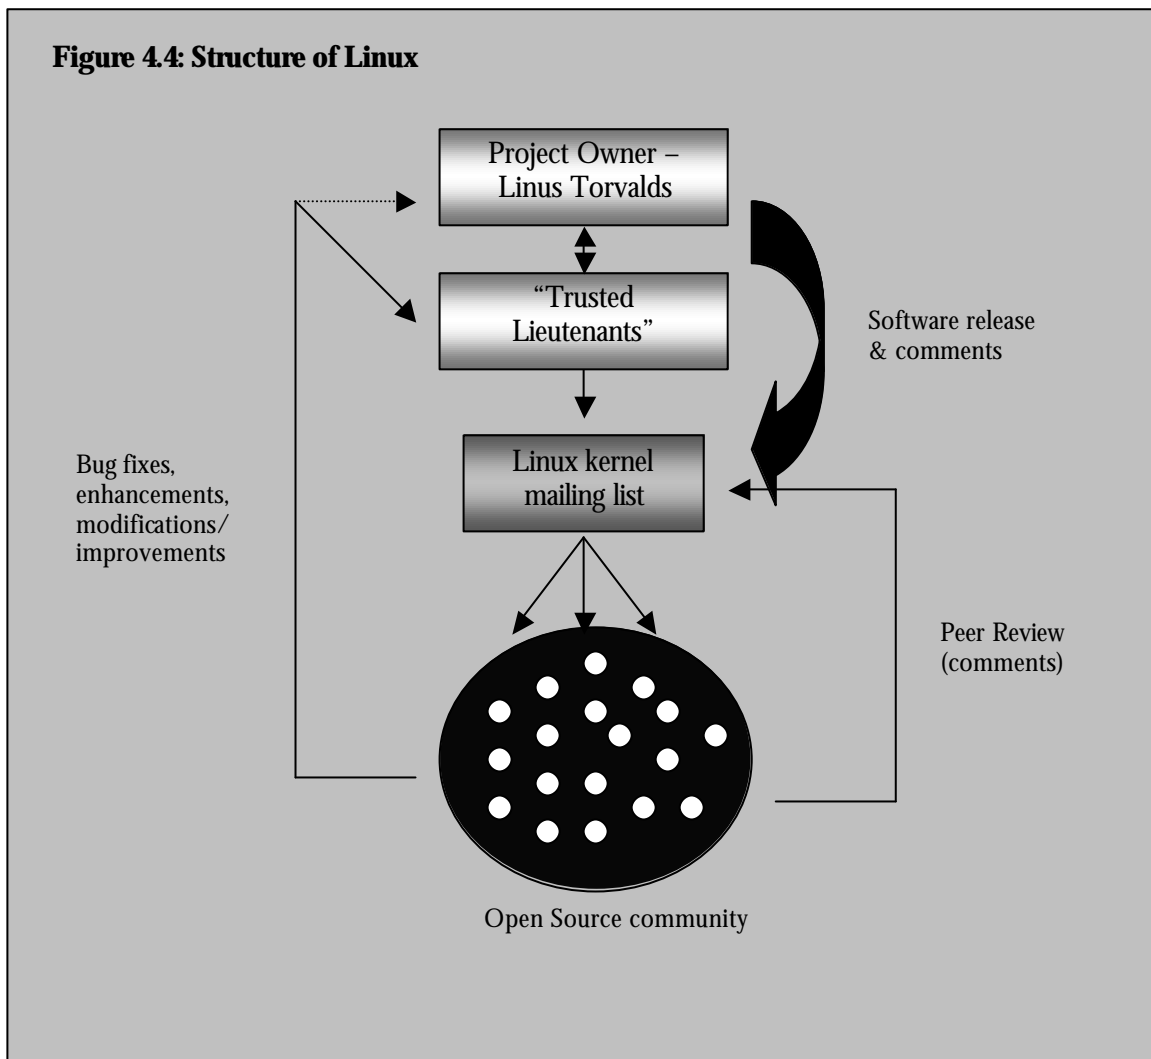 Figure 4.4: Structure of Linux
Project Owner –
Linus Torvalds
“Trusted
Lieutenants”
Software release
& comments
Linux kernel
mailing list
Bug fixes,
enhancements,
modifications/
improvements
Peer Review
(comments)
Open Source community